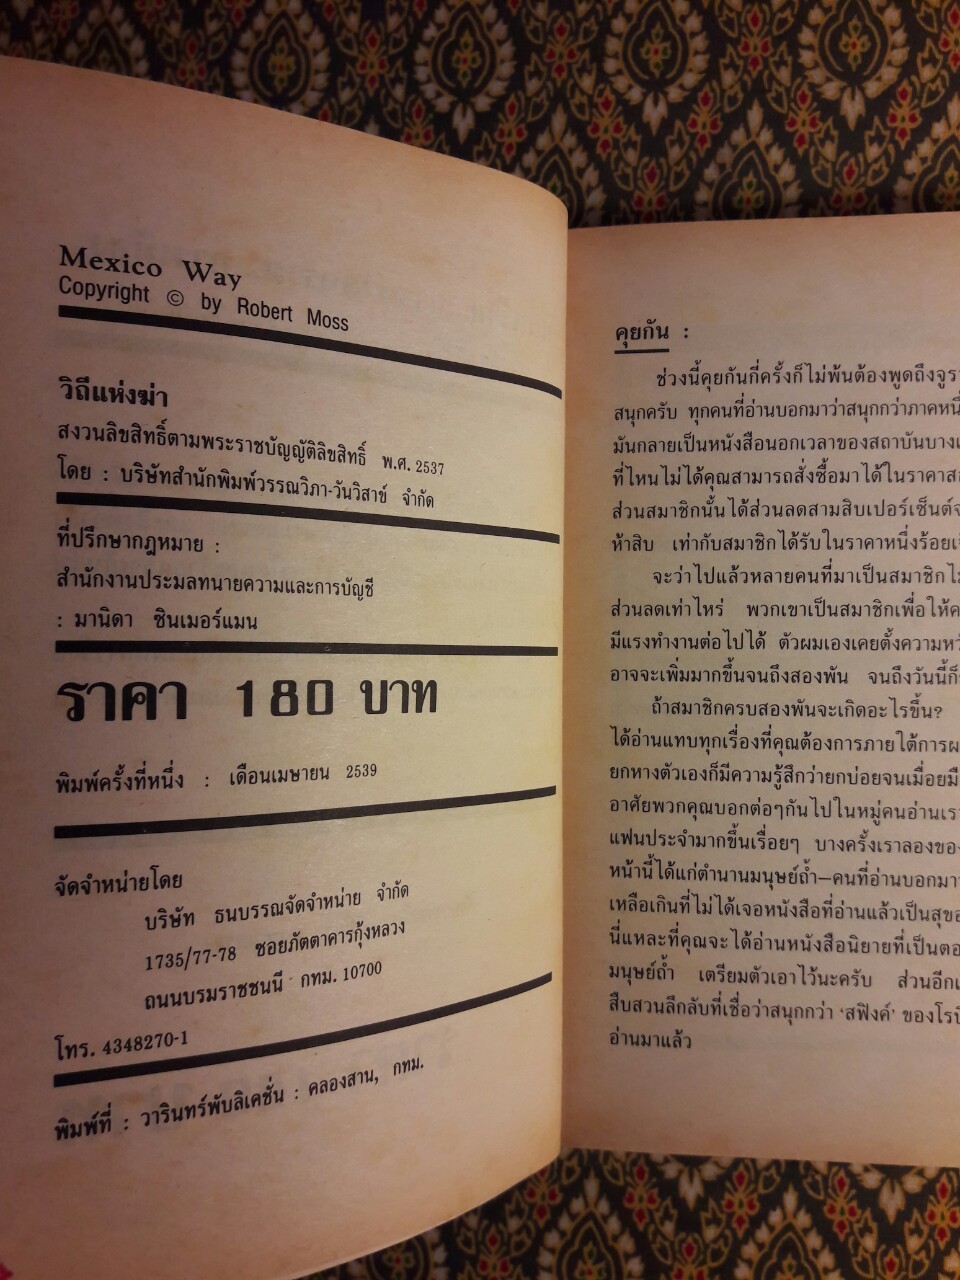 Mexico Way
Copyright © by Robert Moss
วิถีแห่งฆ่า
สงวนลิขสิทธิ์ตามพระราชบัญญัติลิขสิทธิ์ พ.ศ. 2537
โดย : บริษัทสำนักพิมพ์วรรณวิภา-วันวิสาข์ จำกัด
ที่ปรึกษากฎหมาย :
สำนักงานประมลทนายความและการบัญชี
: มานิดา ซินเมอร์แมน
ราคา 180 บาท
พิมพ์ครั้งที่หนึ่ง : เดือนเมษายน 2539
จัดจำหน่ายโดย
บริษัท ธนบรรณจัดจำหน่าย จำกัด
1735/77-78 ซอยภัตตาคารกุ้งหลวง
ถนนบรมราชชนนี กทม. 10700
โทร. 4348270-1
พิมพ์ที่ : วารินทร์พับลิเคชั่น : คลองสาน, กทม.
คุยกัน :
ช่วงนี้คุยกันกี่ครั้งก็ไม่พ้นต้องพูดถึงจูรา
สนุกครับ ทุกคนที่อ่านบอกมาว่าสนุกกว่าภาคหนึ่
มันกลายเป็นหนังสือนอกเวลาของสถาบันบางแ
ที่ไหนไม่ได้คุณสามารถสั่งซื้อมาได้ในราคาสอ
ส่วนสมาชิกนั้นได้ส่วนลดสามสิบเปอร์เซ็นต์จ
ห้าสิบ เท่ากับสมาชิกได้รับในราคาหนึ่งร้อยเ
จะว่าไปแล้วหลายคนที่มาเป็นสมาชิกไม
ส่วนลดเท่าไหร่ พวกเขาเป็นสมาชิกเพื่อให้ค
มีแรงทำงานต่อไปได้ ตัวผมเองเคยตั้งความหว
อาจจะเพิ่มมากขึ้นจนถึงสองพัน จนถึงวันนี้ก็
ถ้าสมาชิกครบสองพันจะเกิดอะไรขึ้น?
ได้อ่านแทบทุกเรื่องที่คุณต้องการภายใต้การผ
ยกหางตัวเองก็มีความรู้สึกว่ายกบ่อยจนเมื่อยมื
อาศัยพวกคุณบอกต่อๆกันไปในหมู่คนอ่านเรา
แฟนประจำมากขึ้นเรื่อยๆ บางครั้งเราลองของ
หน้านี้ได้แก่ตำนานมนุษย์ถ้ำ—คนที่อ่านบอกมา
เหลือเกินที่ไม่ได้เจอหนังสือที่อ่านแล้วเป็นสุขอ
นี่แหละที่คุณจะได้อ่านหนังสือนิยายที่เป็นตอ
มนุษย์ถ้ำ เตรียมตัวเอาไว้นะครับ ส่วนอีกเ
สืบสวนลึกลับที่เชื่อว่าสนุกกว่า 'สฟิงค์' ของโรบิ
อ่านมาแล้ว